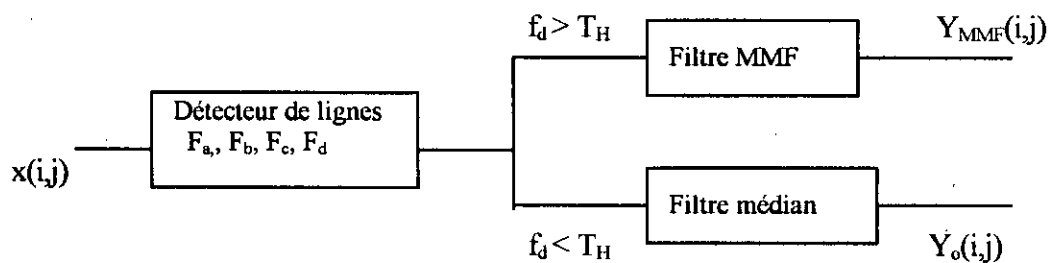 f_d > T_H
Y_MMF(i,j)
Filtre MMF
Détecteur de lignes
F_a,, F_b, F_c, F_d
x(i,j)
Filtre médian
f_d < T_H
Y_o(i,j)